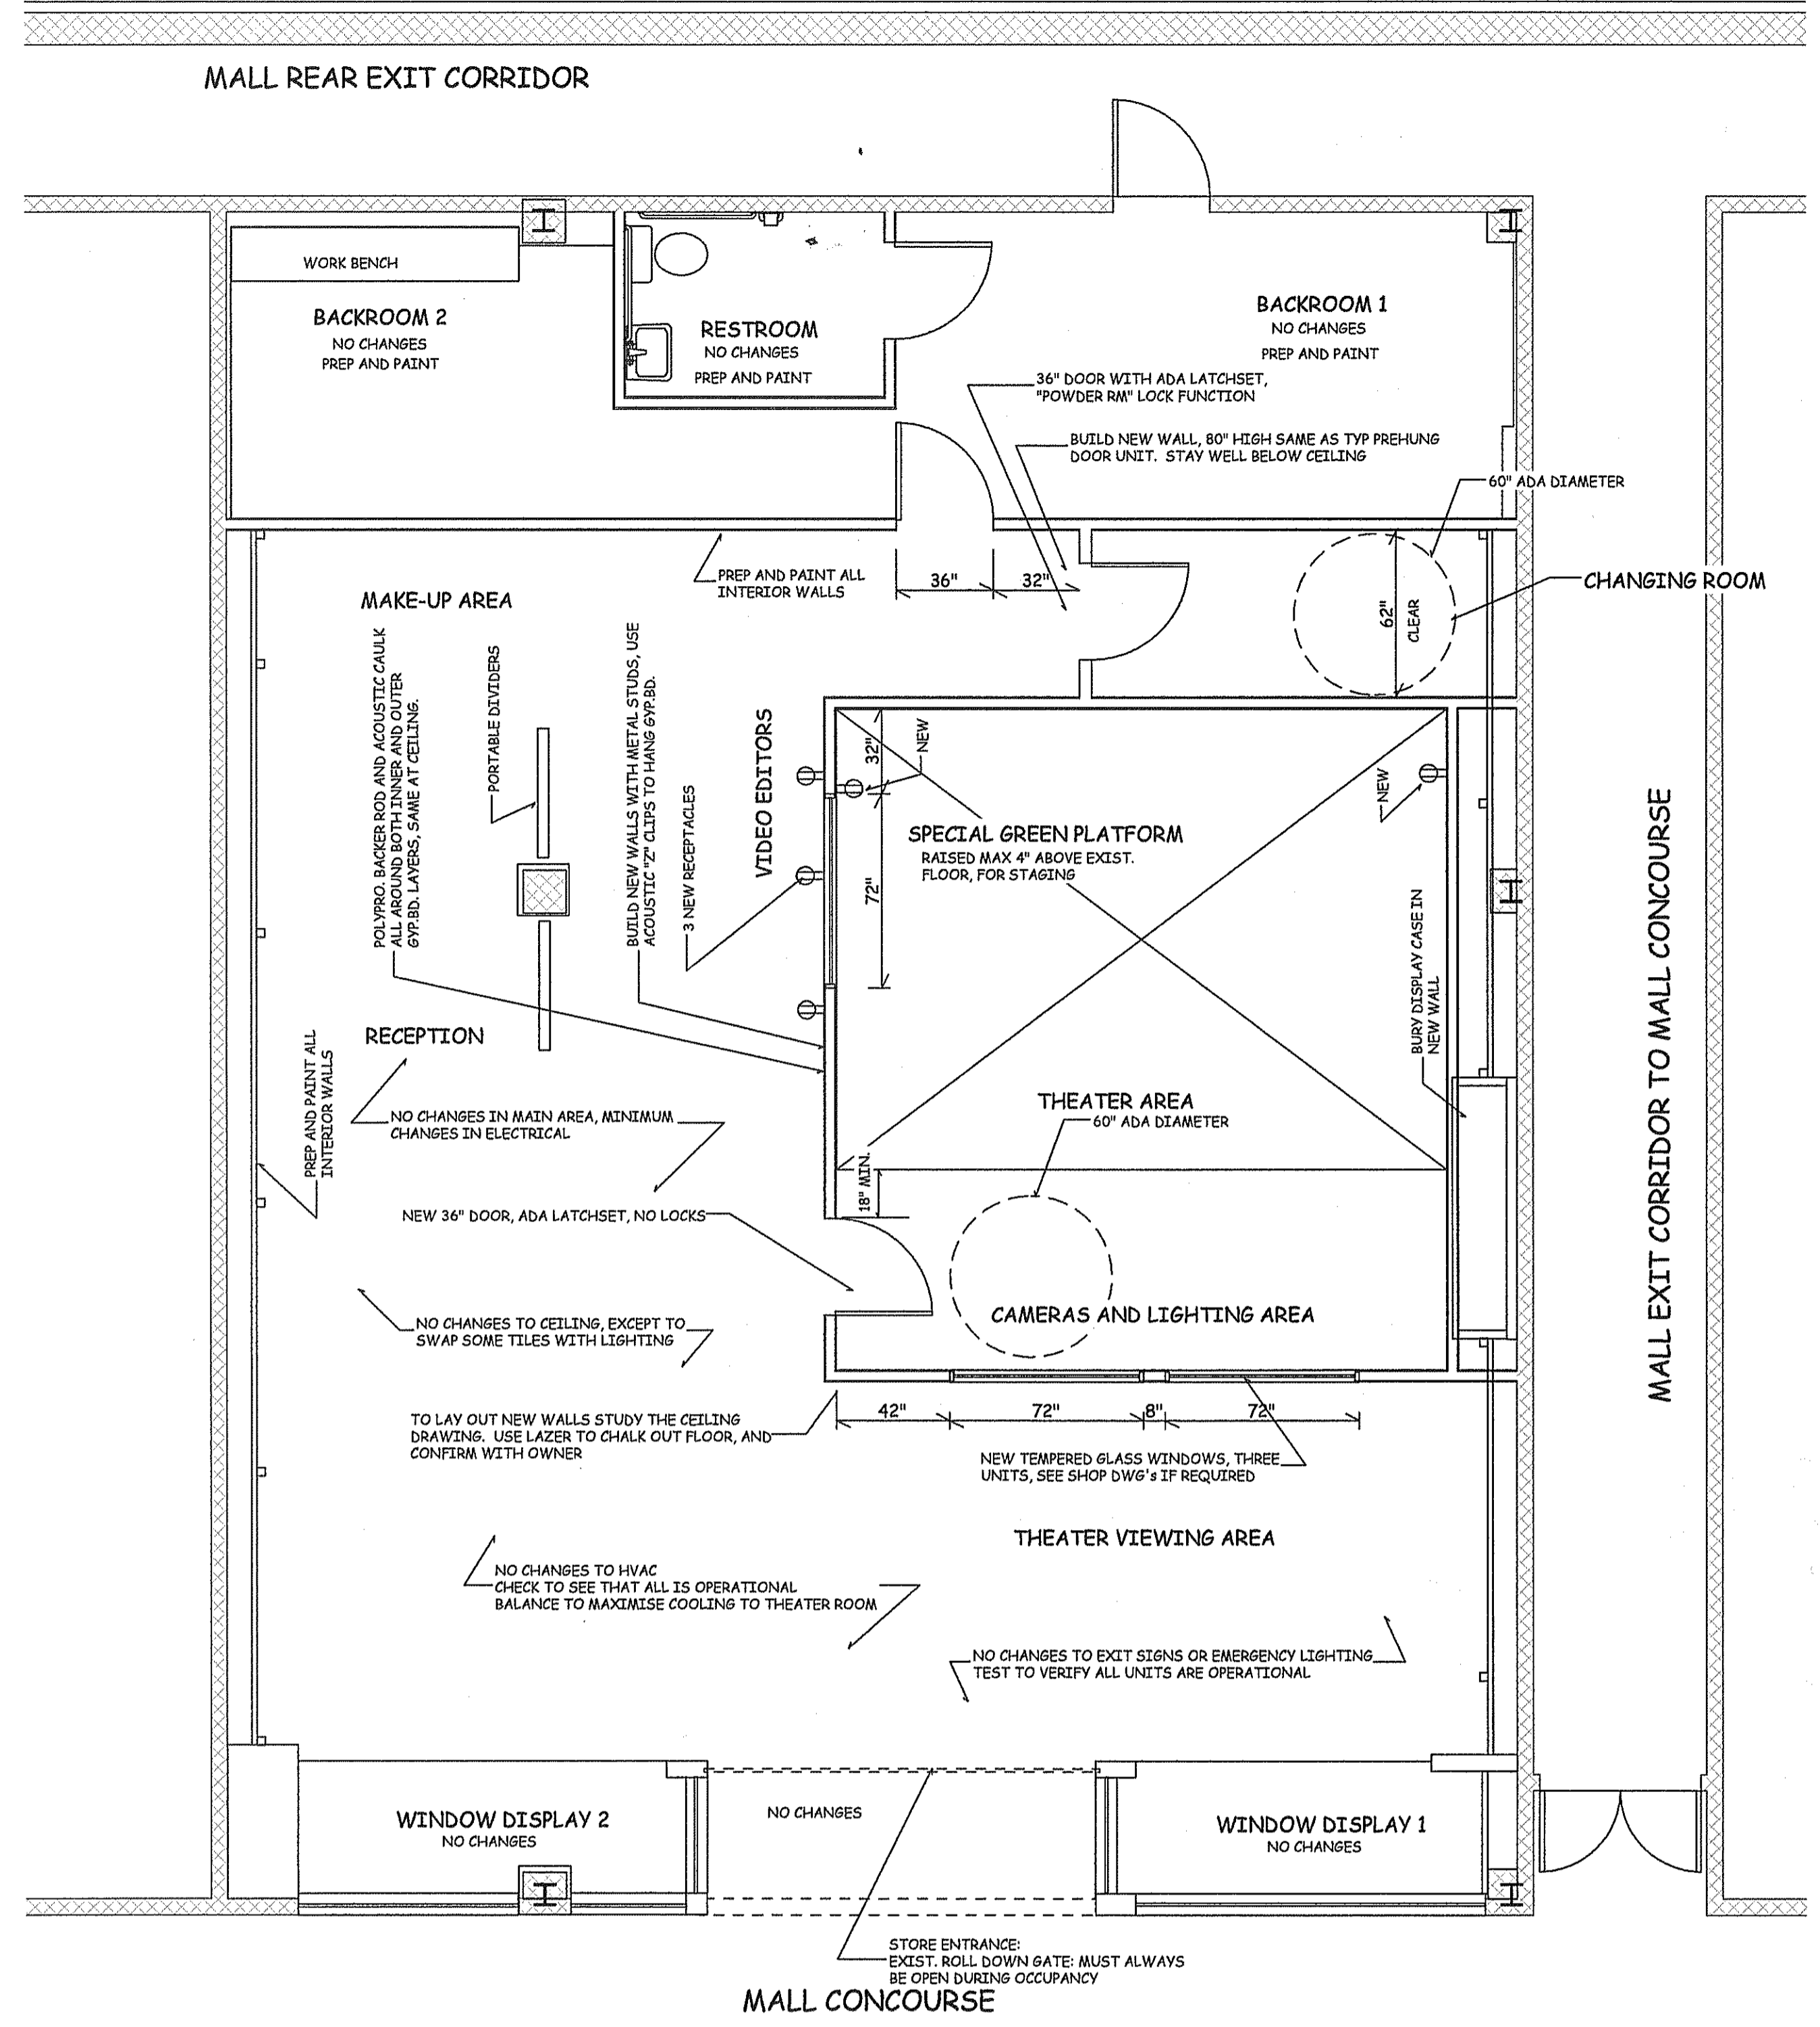 MALL REAR EXIT CORRIDOR
WORK BENCH
BACKROOM 2
NO CHANGES
PREP AND PAINT
RESTROOM
NO CHANGES
PREP AND PAINT
BACKROOM 1
NO CHANGES
PREP AND PAINT
36" DOOR WITH ADA LATCHSET,
"POWDER RM" LOCK FUNCTION
BUILD NEW WALL, 80" HIGH SAME AS TYP PREHUNG
DOOR UNIT. STAY WELL BELOW CEILING
60" ADA DIAMETER
PREP AND PAINT ALL
INTERIOR WALLS
36"
32"
62"
CLEAR
CHANGING ROOM
MAKE-UP AREA
POLYPRO. BACKER ROD AND ACOUSTIC CAULK
ALL AROUND BOTH INNER AND OUTER
GYP.BD. LAYERS, SAME AT CEILING.
PORTABLE DIVIDERS
BUILD NEW WALLS WITH METAL STUDS, USE
ACOUSTIC "Z" CLIPS TO HANG GYP.BD.
3 NEW RECEPTACLES
VIDEO EDITORS
32"
NEW
72"
SPECIAL GREEN PLATFORM
RAISED MAX 4" ABOVE EXIST.
FLOOR, FOR STAGING
NEW
BURY DISPLAY CASE IN
NEW WALL
MALL EXIT CORRIDOR TO MALL CONCOURSE
RECEPTION
PREP AND PAINT ALL
INTERIOR WALLS
NO CHANGES IN MAIN AREA, MINIMUM
CHANGES IN ELECTRICAL
THEATER AREA
60" ADA DIAMETER
18" MIN.
NEW 36" DOOR, ADA LATCHSET, NO LOCKS
CAMERAS AND LIGHTING AREA
NO CHANGES TO CEILING, EXCEPT TO
SWAP SOME TILES WITH LIGHTING
42"
72"
8"
72"
TO LAY OUT NEW WALLS STUDY THE CEILING
DRAWING. USE LAZER TO CHALK OUT FLOOR, AND
CONFIRM WITH OWNER
NEW TEMPERED GLASS WINDOWS, THREE
UNITS, SEE SHOP DWG's IF REQUIRED
THEATER VIEWING AREA
NO CHANGES TO HVAC
CHECK TO SEE THAT ALL IS OPERATIONAL
BALANCE TO MAXIMISE COOLING TO THEATER ROOM
NO CHANGES TO EXIT SIGNS OR EMERGENCY LIGHTING
TEST TO VERIFY ALL UNITS ARE OPERATIONAL
WINDOW DISPLAY 2
NO CHANGES
NO CHANGES
WINDOW DISPLAY 1
NO CHANGES
STORE ENTRANCE:
EXIST. ROLL DOWN GATE: MUST ALWAYS
BE OPEN DURING OCCUPANCY
MALL CONCOURSE